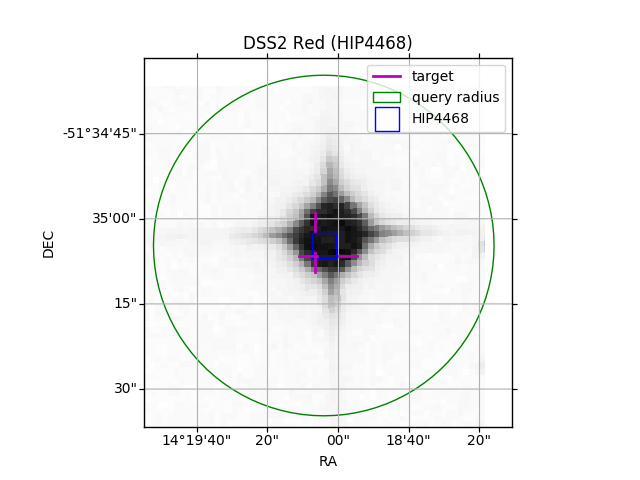 DSS2 Red (HIP4468)
target
query radius
HIP4468
-51°34'45"
35'00"
15"
30"
DEC
14°19'40"
20"
00"
18'40"
20"
RA